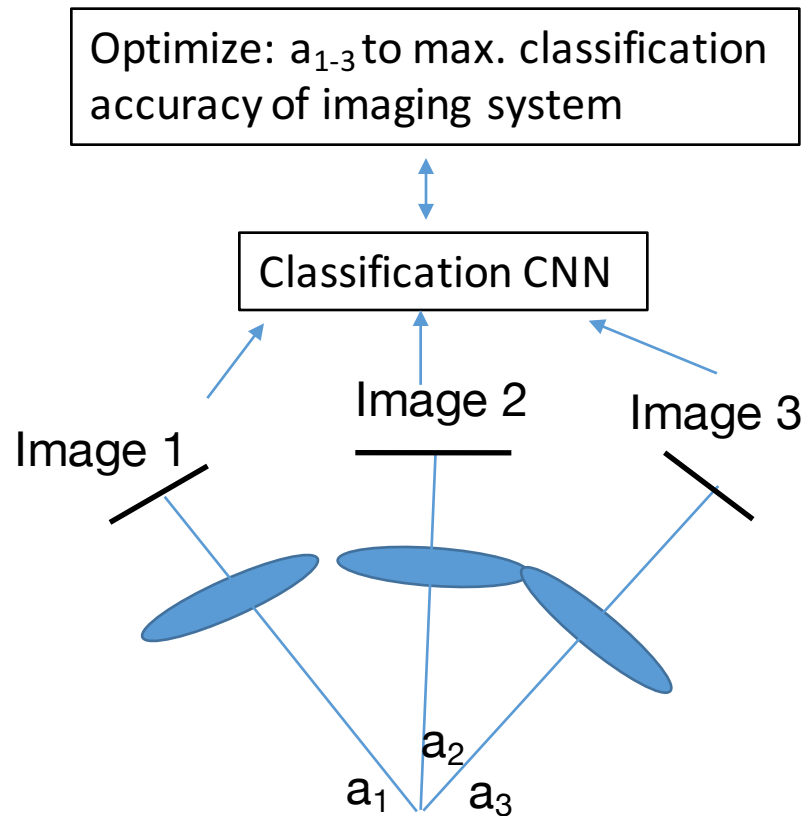 Optimize: a₁₋₃ to max. classification
accuracy of imaging system
Classification CNN
Image 1
Image 2
Image 3
a₁
a₂
a₃